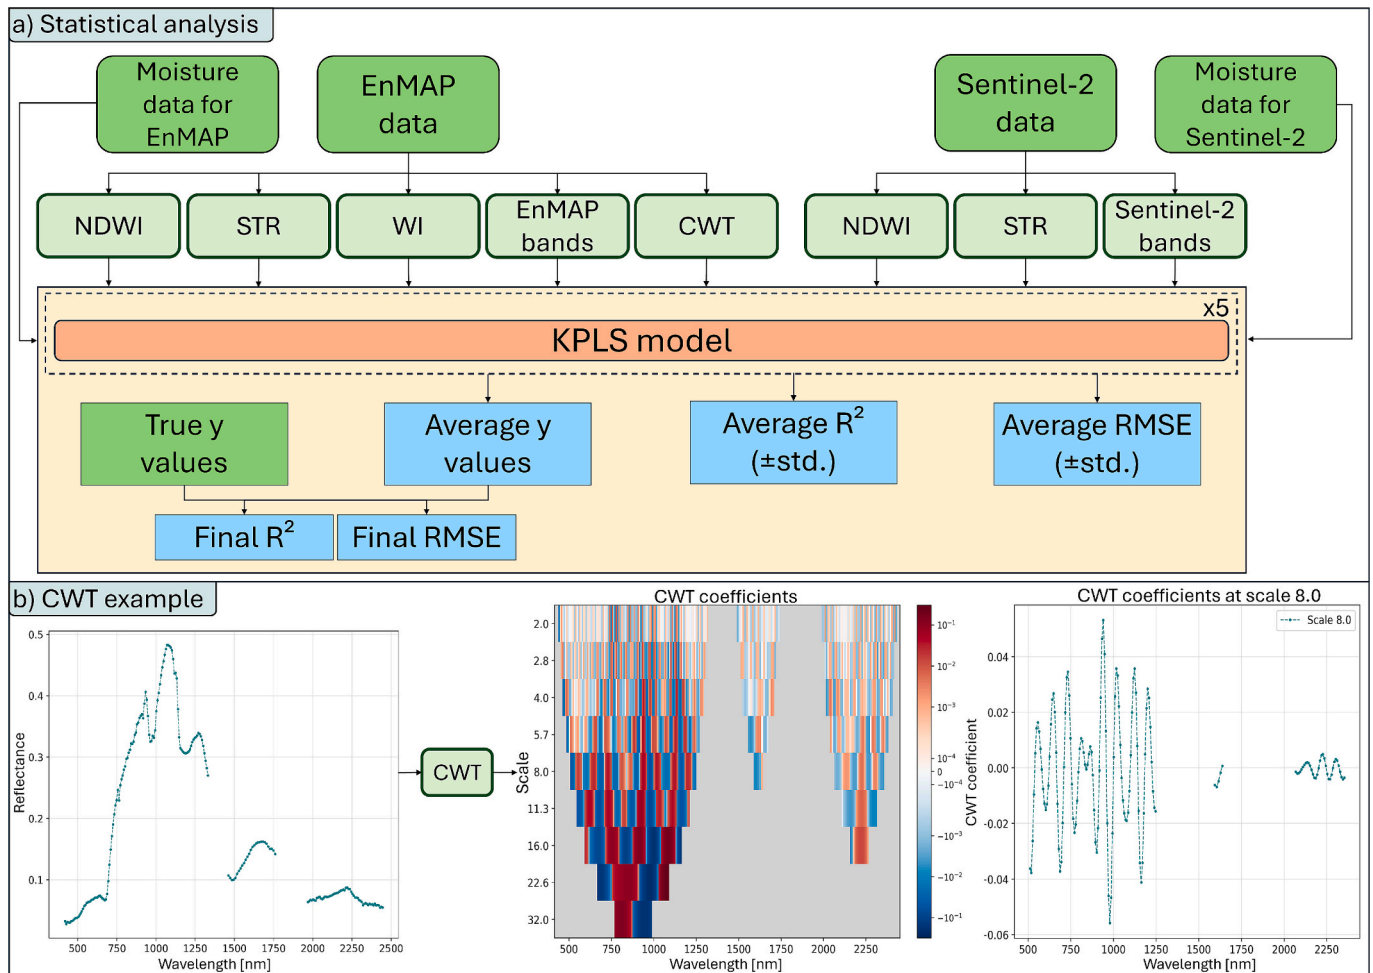 a) Statistical analysis
Moisture
data for
EnMAP
EnMAP
data
Sentinel-2
data
Moisture
data for
Sentinel-2
NDWI
STR
WI
EnMAP
bands
CWT
NDWI
STR
Sentinel-2
bands
x5
KPLS model
True y
values
Average y
values
Average R²
(±std.)
Average RMSE
(±std.)
Final R²
Final RMSE
b) CWT example
0.5
0.4
0.3
0.2
0.1
Reflectance
500 750 1000 1250 1500 1750 2000 2250 2500
Wavelength [nm]
CWT
CWT coefficients
2.0
2.8
4.0
5.7
8.0
11.3
16.0
22.6
32.0
Scale
500 750 1000 1250 1500 1750 2000 2250
Wavelength [nm]
10⁻¹
10⁻²
10⁻³
10⁻⁴
0
−10⁻⁴
−10⁻³
−10⁻²
−10⁻¹
CWT coefficient
CWT coefficients at scale 8.0
Scale 8.0
0.04
0.02
0.00
-0.02
-0.04
-0.06
500 750 1000 1250 1500 1750 2000 2250
Wavelength [nm]